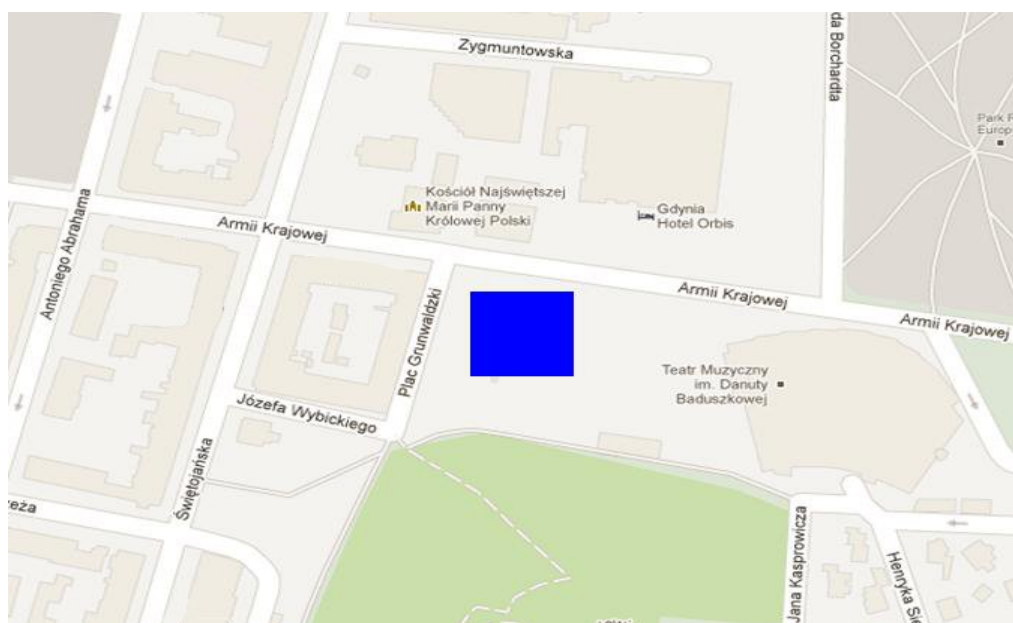 Zygmuntowska
da Borchardta
Park
Europ
Kościół Najświętszej
Marii Panny
Królowej Polski
Gdynia
Hotel Orbis
Antoniego Abrahama
Armii Krajowej
Armii Krajowej
Armii Krajowej
Plac Grunwaldzki
Teatr Muzyczny
im. Danuty
Baduszkowej
Józefa Wybickiego
Świętojańska
eża
Jana Kasprowicza
Henryka Sie